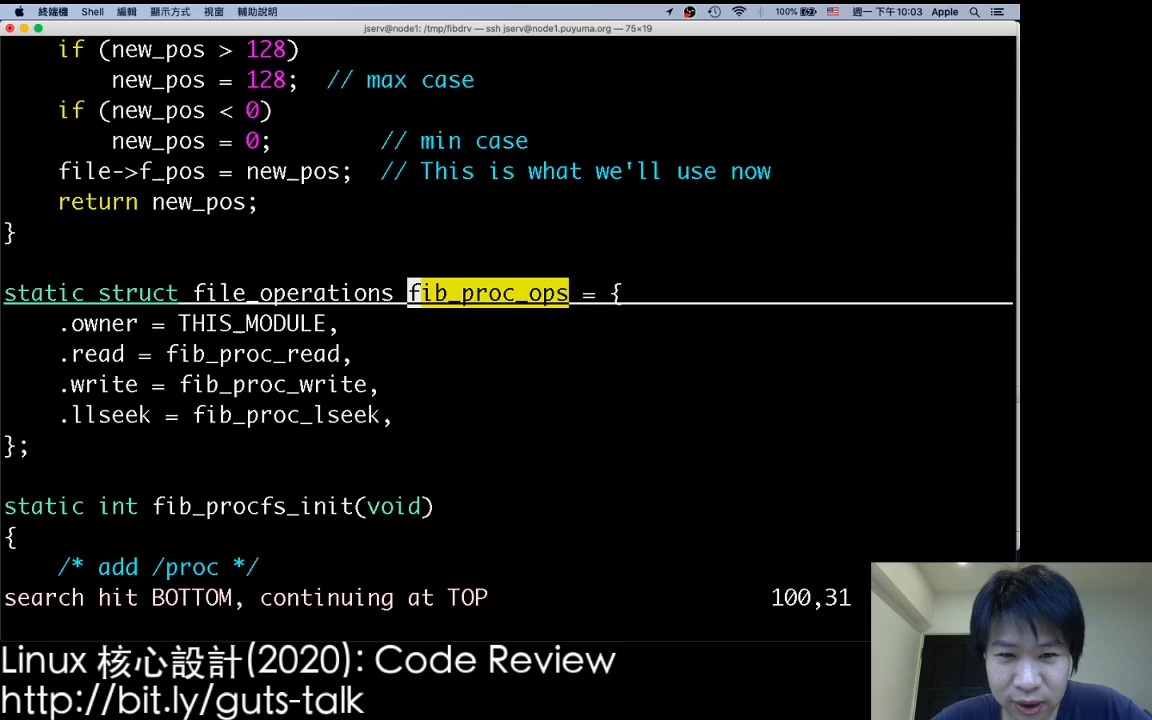 終端機 Shell 編輯 顯示方式 視窗 輔助說明 100% 週一 下午10:03 Apple
jserv@node1: /tmp/fibdrv — ssh jserv@node1.puyuma.org — 75×19
if (new_pos > 128)
new_pos = 128; // max case
if (new_pos < 0)
new_pos = 0; // min case
file->f_pos = new_pos; // This is what we'll use now
return new_pos;
}
static struct file_operations fib_proc_ops = {
.owner = THIS_MODULE,
.read = fib_proc_read,
.write = fib_proc_write,
.llseek = fib_proc_lseek,
};
static int fib_procfs_init(void)
{
/* add /proc */
search hit BOTTOM, continuing at TOP 100,31
Linux 核心設計(2020): Code Review
http://bit.ly/guts-talk